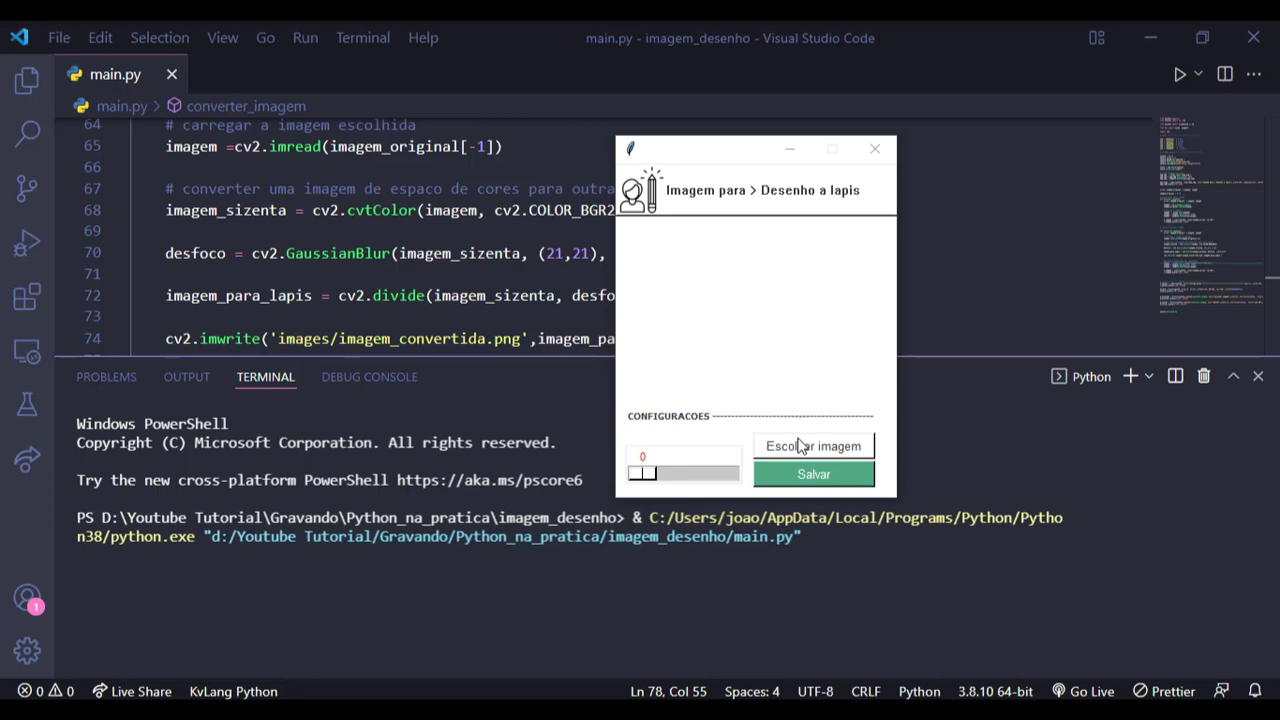 File Edit Selection View Go Run Terminal Help
main.py - imagem_desenho - Visual Studio Code
main.py
main.py > converter_imagem
64 # carregar a imagem escolhida
65 imagem =cv2.imread(imagem_original[-1])
66
67 # converter uma imagem de espaco de cores para outra
68 imagem_sizenta = cv2.cvtColor(imagem, cv2.COLOR_BGR2
69
70 desfoco = cv2.GaussianBlur(imagem_sizenta, (21,21),
71
72 imagem_para_lapis = cv2.divide(imagem_sizenta, desfo
73
74 cv2.imwrite('images/imagem_convertida.png',imagem_pa
Imagem para > Desenho a lapis
CONFIGURACOES
0
Escolher imagem
Salvar
PROBLEMS OUTPUT TERMINAL DEBUG CONSOLE
Python
Windows PowerShell
Copyright (C) Microsoft Corporation. All rights reserved.
Try the new cross-platform PowerShell https://aka.ms/pscore6
PS D:\Youtube Tutorial\Gravando\Python_na_pratica\imagem_desenho> & C:/Users/joao/AppData/Local/Programs/Python/Pytho
n38/python.exe "d:/Youtube Tutorial/Gravando/Python_na_pratica/imagem_desenho/main.py"
1
0 0 Live Share KvLang Python
Ln 78, Col 55 Spaces: 4 UTF-8 CRLF Python 3.8.10 64-bit Go Live Prettier